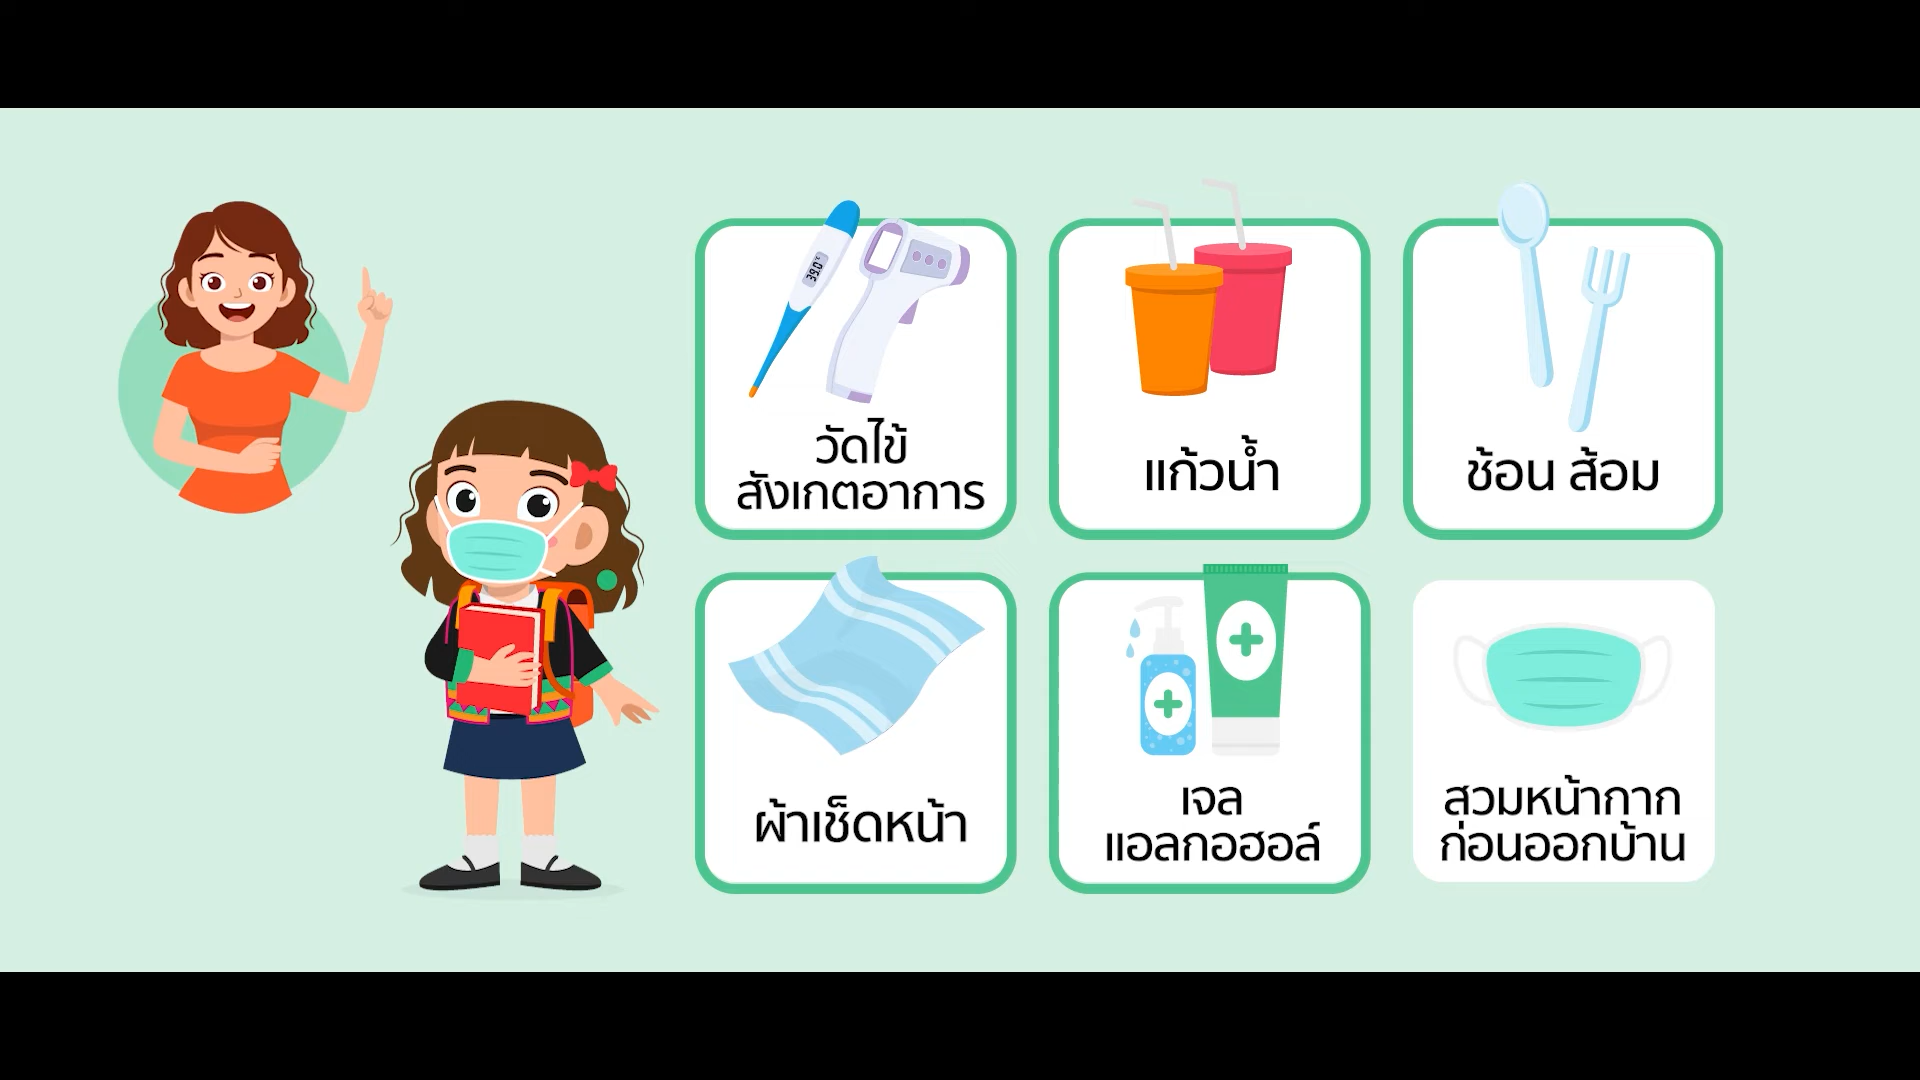 วัดไข้
สังเกตอาการ
แก้วน้ำ
ช้อน ส้อม
ผ้าเช็ดหน้า
เจล
แอลกอฮอล์
สวมหน้ากาก
ก่อนออกบ้าน
39.0